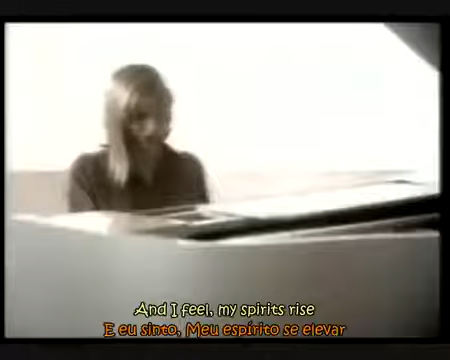 And I feel, my spirits rise
E eu sinto, Meu espírito se elevar